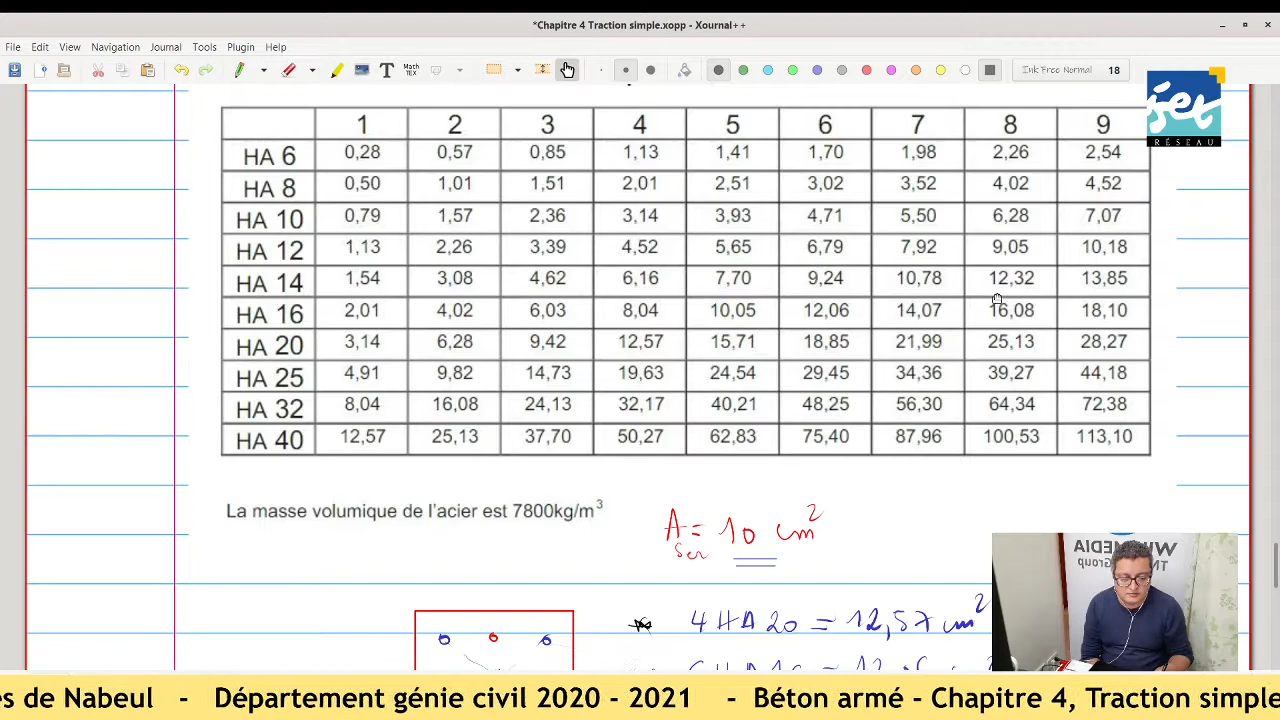 *Chapitre 4 Traction simple.xopp - Xournal++
File Edit View Navigation Journal Tools Plugin Help
Ink Free Normal 18
iset
RÉSEAU
1 2 3 4 5 6 7 8 9
HA 6 0,28 0,57 0,85 1,13 1,41 1,70 1,98 2,26 2,54
HA 8 0,50 1,01 1,51 2,01 2,51 3,02 3,52 4,02 4,52
HA 10 0,79 1,57 2,36 3,14 3,93 4,71 5,50 6,28 7,07
HA 12 1,13 2,26 3,39 4,52 5,65 6,79 7,92 9,05 10,18
HA 14 1,54 3,08 4,62 6,16 7,70 9,24 10,78 12,32 13,85
HA 16 2,01 4,02 6,03 8,04 10,05 12,06 14,07 16,08 18,10
HA 20 3,14 6,28 9,42 12,57 15,71 18,85 21,99 25,13 28,27
HA 25 4,91 9,82 14,73 19,63 24,54 29,45 34,36 39,27 44,18
HA 32 8,04 16,08 24,13 32,17 40,21 48,25 56,30 64,34 72,38
HA 40 12,57 25,13 37,70 50,27 62,83 75,40 87,96 100,53 113,10
La masse volumique de l'acier est 7800kg/m³
A ser = 10 cm²
4HA20 = 12,57 cm²
es de Nabeul - Département génie civil 2020 - 2021 - Béton armé - Chapitre 4, Traction simple